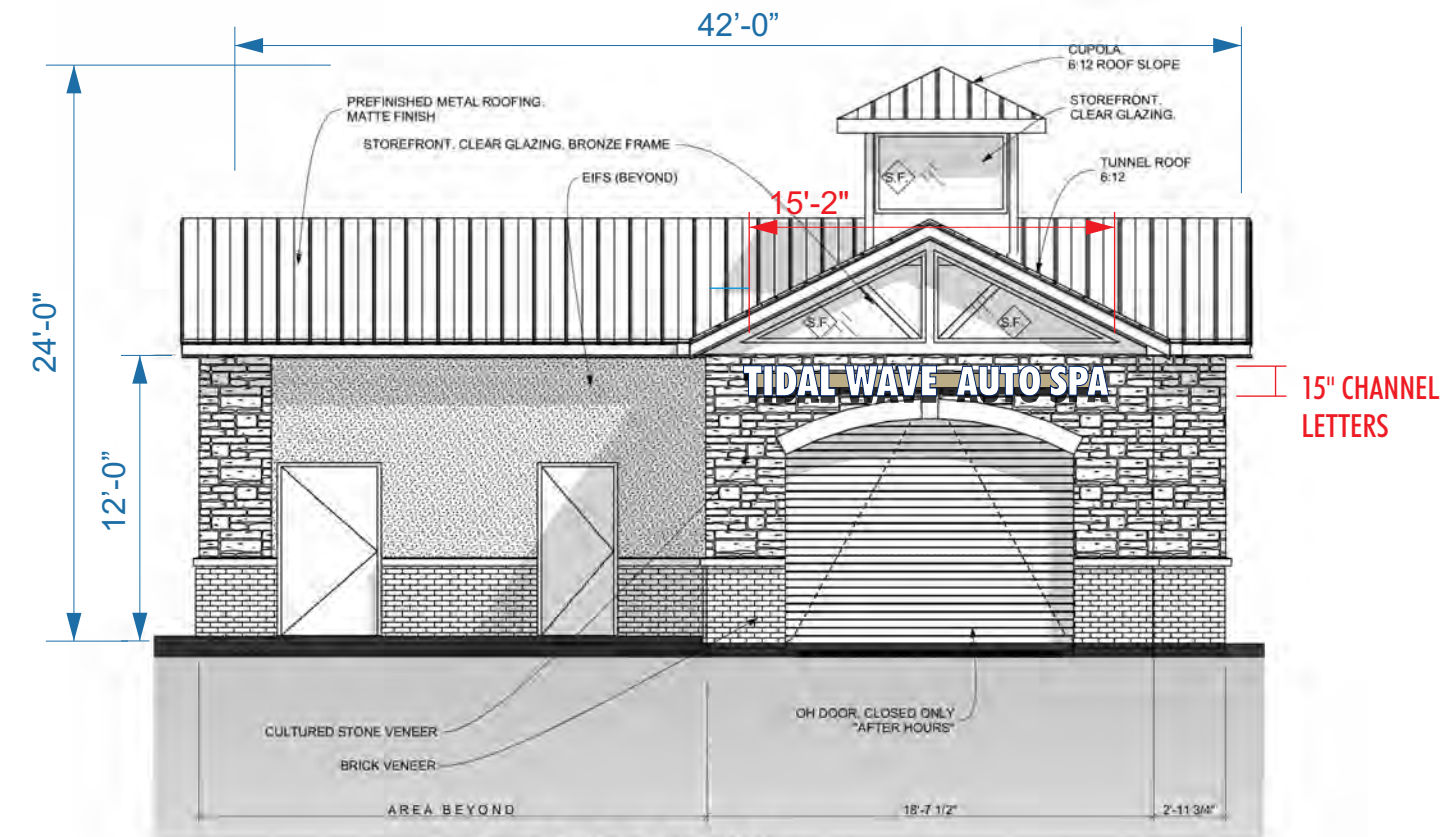 42’-0”
CUPOLA.
6:12 ROOF SLOPE
PREFINISHED METAL ROOFING.
MATTE FINISH
STOREFRONT.
CLEAR GLAZING.
STOREFRONT. CLEAR GLAZING. BRONZE FRAME
TUNNEL ROOF
6:12
EIFS (BEYOND)
S.F.
15'-2"
24’-0"
S.F.
S.F.
TIDAL WAVE AUTO SPA
15" CHANNEL
LETTERS
12’-0”
OH DOOR, CLOSED ONLY
"AFTER HOURS"
CULTURED STONE VENEER
BRICK VENEER
AREA BEYOND
18'-7 1/2"
2'-11 3/4"